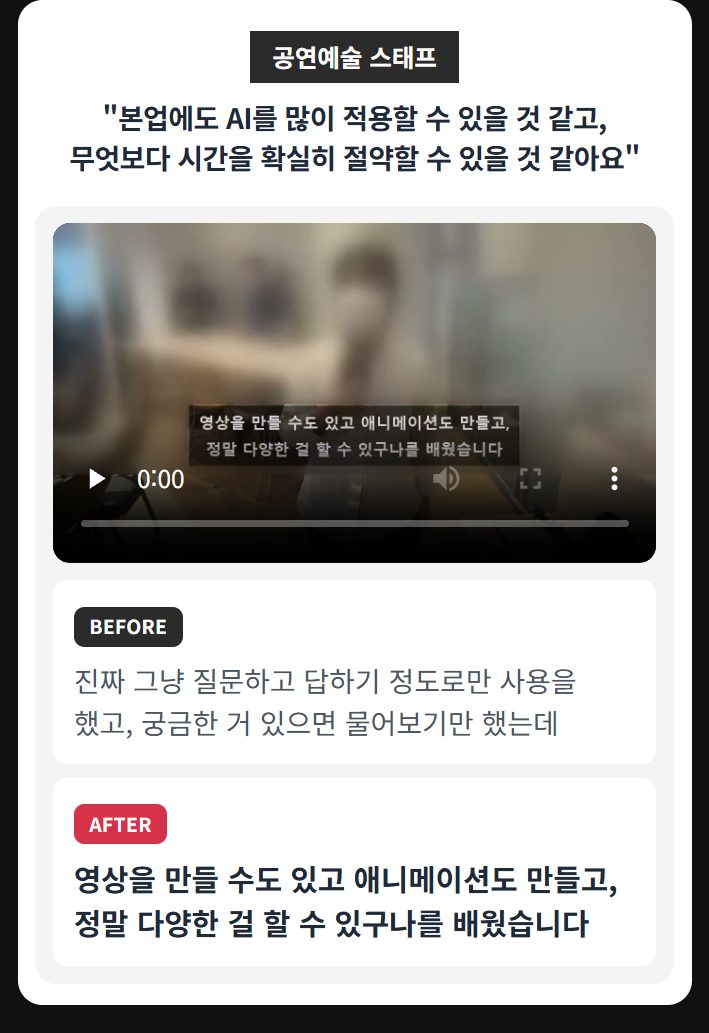 공연예술 스태프
"본업에도 AI를 많이 적용할 수 있을 것 같고,
무엇보다 시간을 확실히 절약할 수 있을 것 같아요"
영상을 만들 수도 있고 애니메이션도 만들고,
정말 다양한 걸 할 수 있구나를 배웠습니다
0:00
BEFORE
진짜 그냥 질문하고 답하기 정도로만 사용을
했고, 궁금한 거 있으면 물어보기만 했는데
AFTER
영상을 만들 수도 있고 애니메이션도 만들고,
정말 다양한 걸 할 수 있구나를 배웠습니다